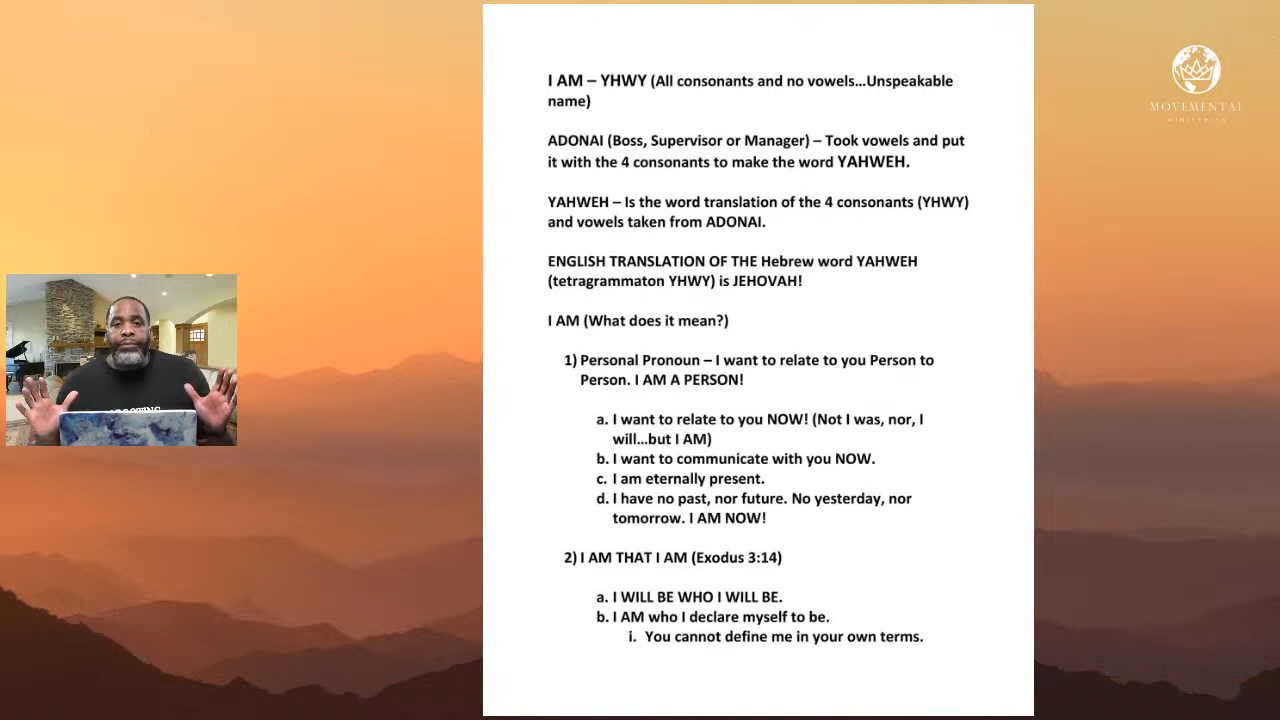 I AM – YHWY (All consonants and no vowels...Unspeakable
name)
ADONAI (Boss, Supervisor or Manager) – Took vowels and put
it with the 4 consonants to make the word YAHWEH.
YAHWEH – Is the word translation of the 4 consonants (YHWY)
and vowels taken from ADONAI.
ENGLISH TRANSLATION OF THE Hebrew word YAHWEH
(tetragrammaton YHWY) is JEHOVAH!
I AM (What does it mean?)
1) Personal Pronoun – I want to relate to you Person to
Person. I AM A PERSON!
a. I want to relate to you NOW! (Not I was, nor, I
will...but I AM)
b. I want to communicate with you NOW.
c. I am eternally present.
d. I have no past, nor future. No yesterday, nor
tomorrow. I AM NOW!
2) I AM THAT I AM (Exodus 3:14)
a. I WILL BE WHO I WILL BE.
b. I AM who I declare myself to be.
i. You cannot define me in your own terms.
MOVEMENTAL
MINISTRIES